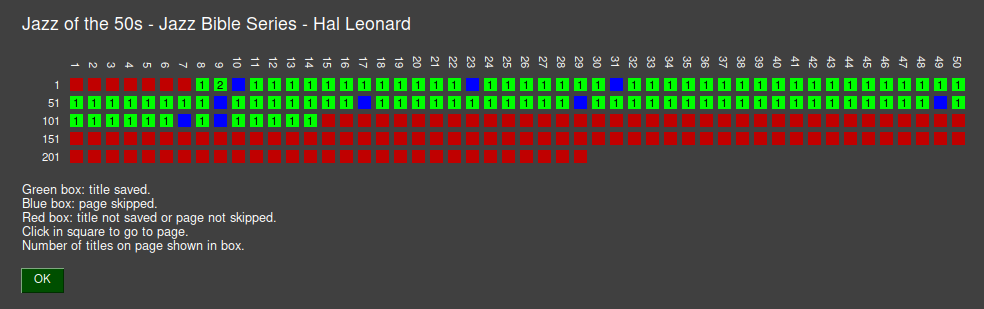 Jazz of the 50s - Jazz Bible Series - Hal Leonard
1 2 3 4 5 6 7 8 9 10 11 12 13 14 15 16 17 18 19 20 21 22 23 24 25 26 27 28 29 30 31 32 33 34 35 36 37 38 39 40 41 42 43 44 45 46 47 48 49 50
1 1 2 1 1 1 1 1 1 1 1 1 1 1 1 1 1 1 1 1 1 1 1 1 1 1 1 1 1 1 1 1 1 1 1 1 1 1 1 1 1
51 1 1 1 1 1 1 1 1 1 1 1 1 1 1 1 1 1 1 1 1 1 1 1 1 1 1 1 1 1 1 1 1 1 1 1 1 1 1 1 1 1 1 1 1 1 1
101 1 1 1 1 1 1 1 1 1 1 1 1
151
201
Green box: title saved.
Blue box: page skipped.
Red box: title not saved or page not skipped.
Click in square to go to page.
Number of titles on page shown in box.
OK